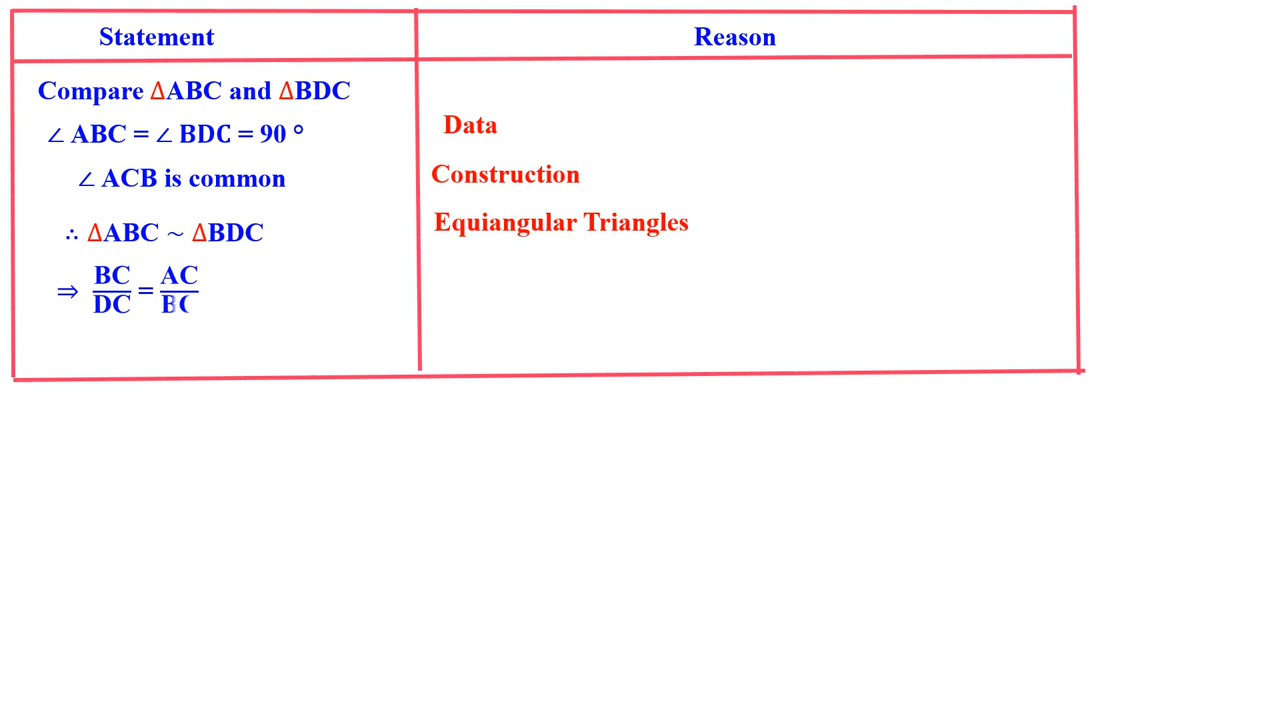 Statement
Reason
Compare ΔABC and ΔBDC
∠ ABC = ∠ BDC = 90 °
Data
∠ ACB is common
Construction
∴ ΔABC ~ ΔBDC
Equiangular Triangles
⇒ BC/DC = AC/BC